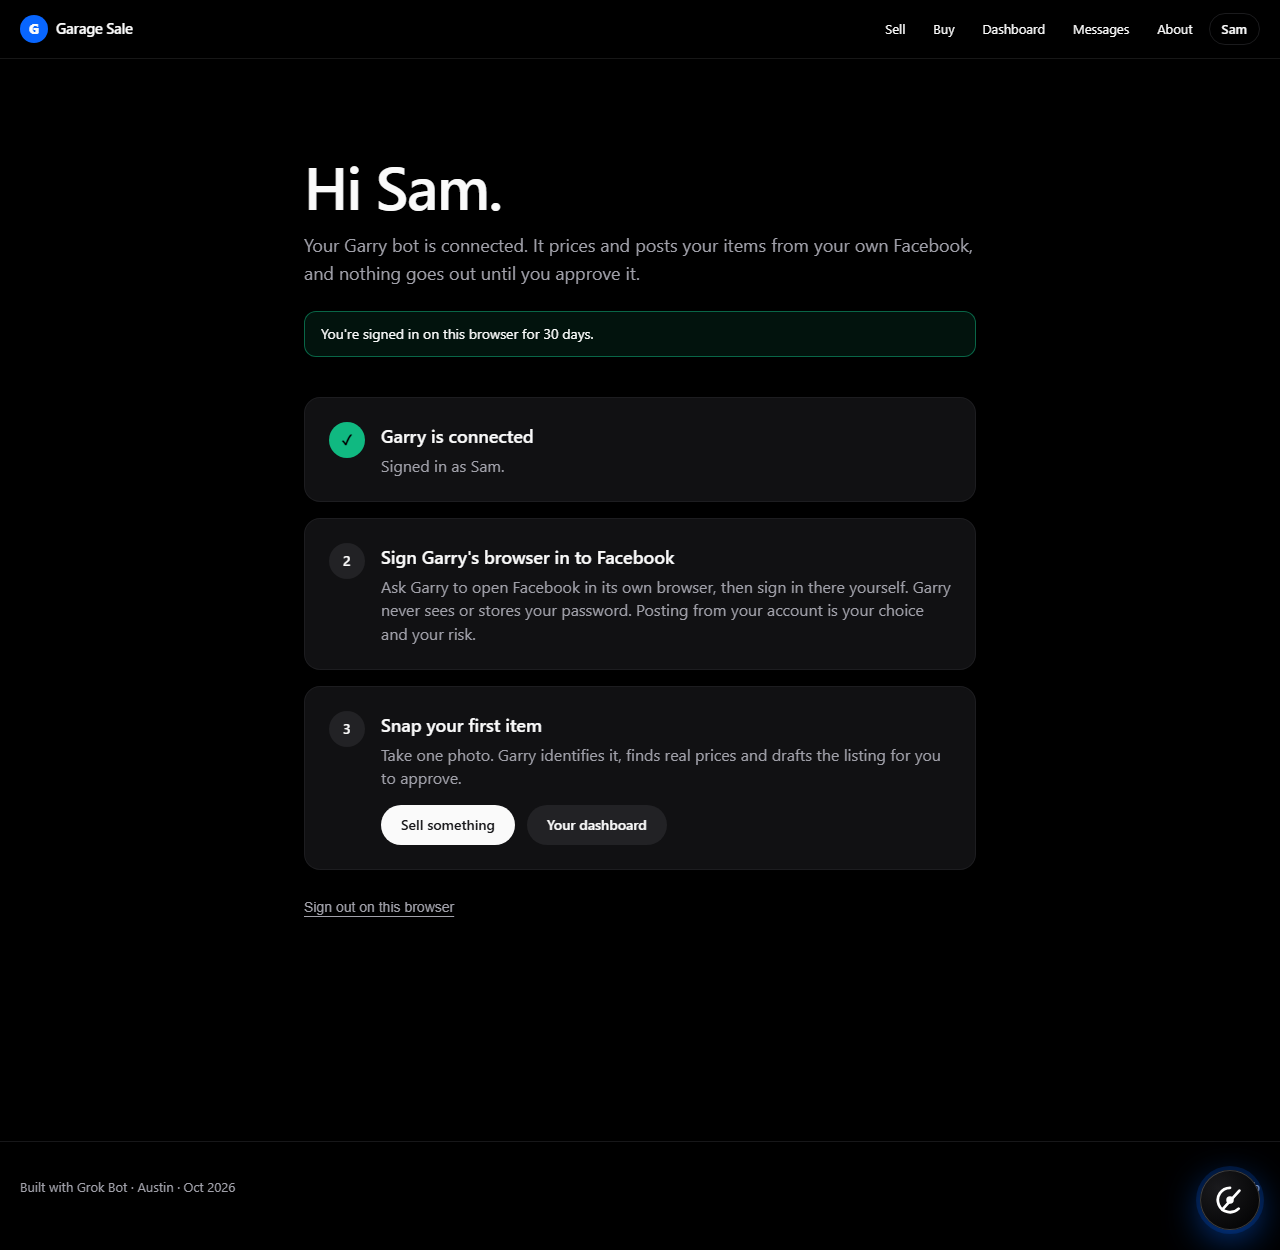 G Garage Sale
Sell Buy Dashboard Messages About Sam
Hi Sam.
Your Garry bot is connected. It prices and posts your items from your own Facebook,
and nothing goes out until you approve it.
You're signed in on this browser for 30 days.
Garry is connected
Signed in as Sam.
2
Sign Garry's browser in to Facebook
Ask Garry to open Facebook in its own browser, then sign in there yourself. Garry
never sees or stores your password. Posting from your account is your choice
and your risk.
3
Snap your first item
Take one photo. Garry identifies it, finds real prices and drafts the listing for you
to approve.
Sell something Your dashboard
Sign out on this browser
Built with Grok Bot · Austin · Oct 2026